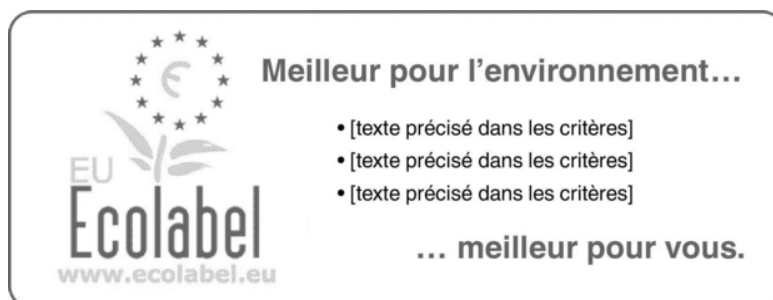 Meilleur pour l'environnement…
• [texte précisé dans les critères]
• [texte précisé dans les critères]
• [texte précisé dans les critères]
… meilleur pour vous.
EU
Ecolabel
www.ecolabel.eu